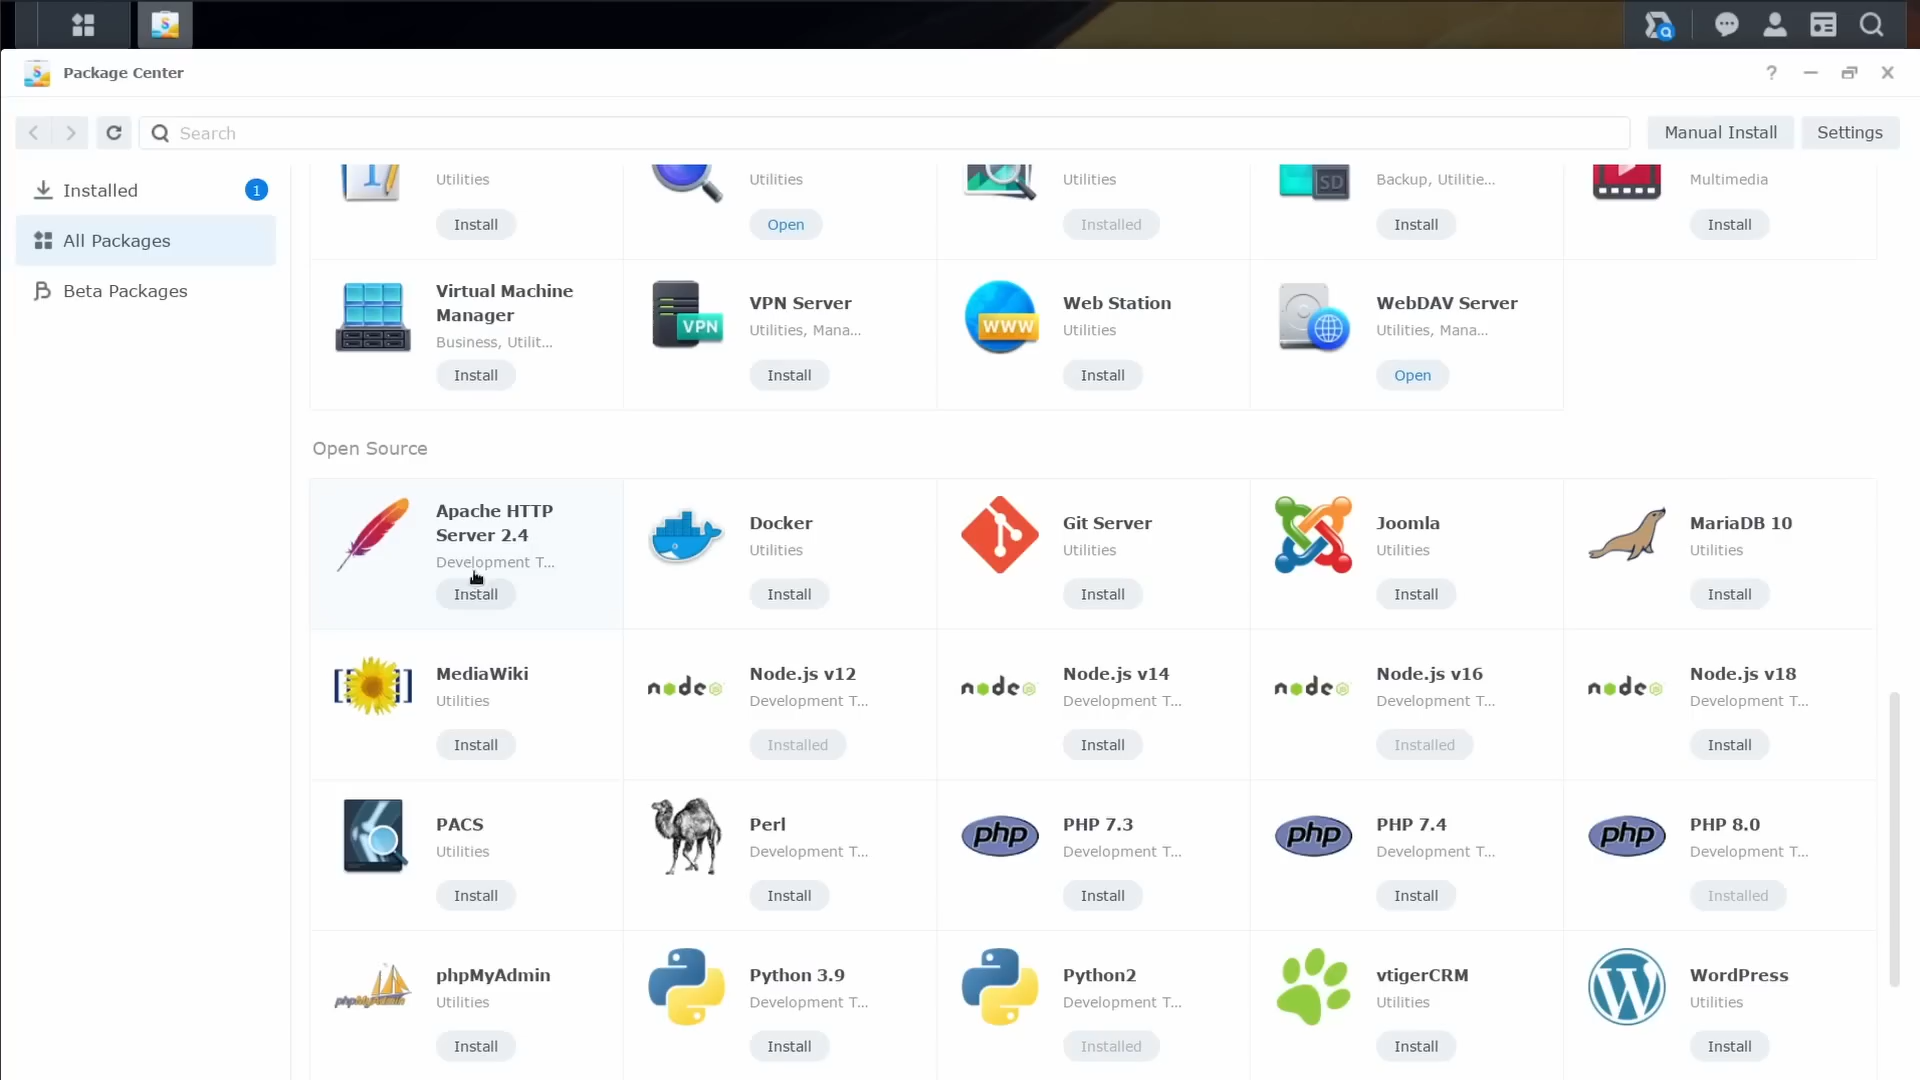 Package Center
Search
Manual Install
Settings
Installed
1
All Packages
Beta Packages
Utilities
Utilities
Utilities
Backup, Utilitie...
Multimedia
SD
Install
Open
Installed
Install
Install
Virtual Machine
Manager
Business, Utilit...
Install
VPN
VPN Server
Utilities, Mana...
Install
WWW
Web Station
Utilities
Install
WebDAV Server
Utilities, Mana...
Open
Open Source
Apache HTTP
Server 2.4
Development T...
Install
Docker
Utilities
Install
Git Server
Utilities
Install
Joomla
Utilities
Install
MariaDB 10
Utilities
Install
MediaWiki
Utilities
Install
node
Node.js v12
Development T...
Installed
node
Node.js v14
Development T...
Install
node
Node.js v16
Development T...
Installed
node
Node.js v18
Development T...
Install
PACS
Utilities
Install
Perl
Development T...
Install
php
PHP 7.3
Development T...
Install
php
PHP 7.4
Development T...
Install
php
PHP 8.0
Development T...
Installed
phpMyAdmin
phpMyAdmin
Utilities
Install
Python 3.9
Development T...
Install
Python2
Development T...
Installed
vtigerCRM
Utilities
Install
WordPress
Utilities
Install